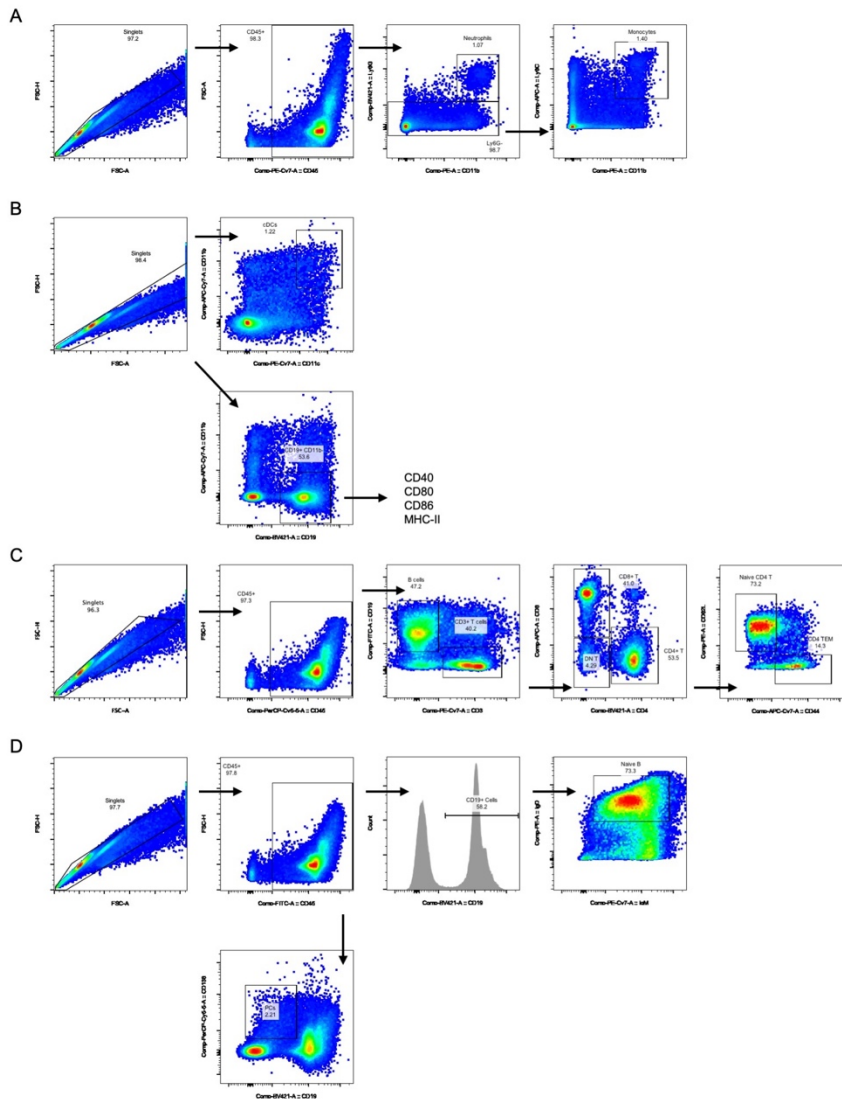 A
Singlets
97.2
FSC-H
FSC-A
CD45+
98.3
FSC-A
Comp-PE-Cy7-A :: CD45
Neutrophils
1.07
Ly6G-
98.7
Comp-BV421-A :: Ly6G
Comp-PE-A :: CD11b
Monocytes
1.40
Comp-APC-A :: Ly6C
Comp-PE-A :: CD11b
B
Singlets
98.4
FSC-H
FSC-A
cDCs
1.22
Comp-APC-Cy7-A :: CD11b
Comp-PE-Cy7-A :: CD11c
CD19+ CD11b
53.6
Comp-APC-Cy7-A :: CD11b
Comp-BV421-A :: CD19
CD40
CD80
CD86
MHC-II
C
Singlets
96.3
FSC-H
FSC-A
CD45+
97.3
FSC-H
Comp-PerCP-Cy5-5-A :: CD45
B cells
47.2
CD3+ T cells
40.2
Comp-FITC-A :: CD19
Comp-PE-Cy7-A :: CD3
CD8+ T
41.0
DN T
4.29
CD4+ T
53.5
Comp-APC-A :: CD8
Comp-BV421-A :: CD4
Naive CD4 T
73.2
CD4 TEM
14.3
Comp-PE-A :: CD62L
Comp-APC-Cy7-A :: CD44
D
Singlets
97.7
FSC-H
FSC-A
CD45+
97.8
FSC-H
Comp-FITC-A :: CD45
CD19+ Cells
58.2
Count
Comp-BV421-A :: CD19
Naive B
73.3
Comp-PE-A :: IgD
Comp-PE-Cy7-A :: IgM
PCs
2.21
Comp-PerCP-Cy5-5-A :: CD138
Comp-BV421-A :: CD19